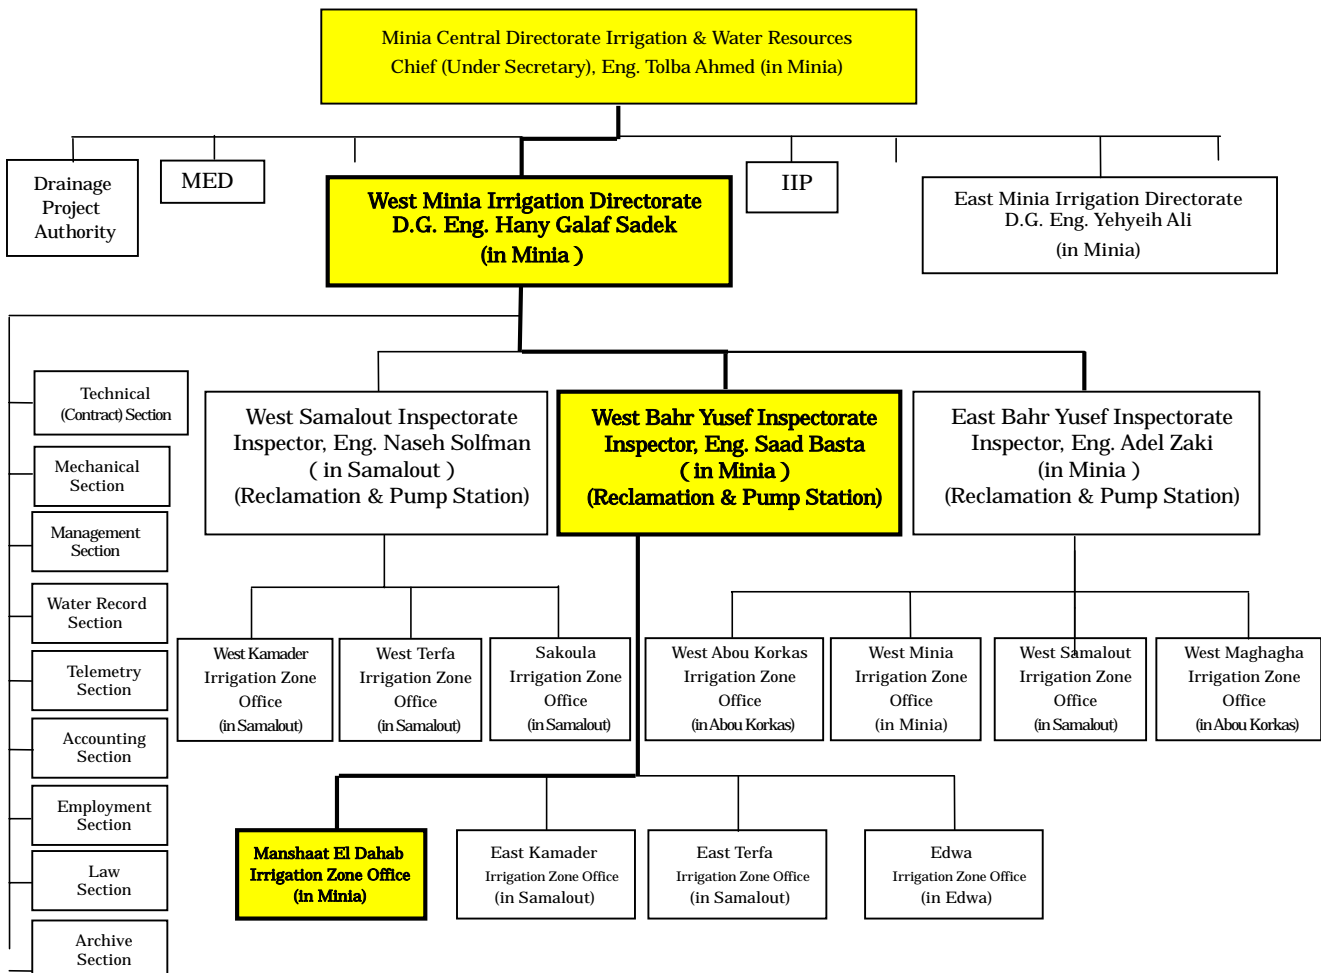 Minia Central Directorate Irrigation & Water Resources
Chief (Under Secretary), Eng. Tolba Ahmed (in Minia)
Drainage
Project
Authority
MED
West Minia Irrigation Directorate
D.G. Eng. Hany Galaf Sadek
(in Minia )
IIP
East Minia Irrigation Directorate
D.G. Eng. Yehyeih Ali
(in Minia)
Technical
(Contract) Section
Mechanical
Section
Management
Section
Water Record
Section
Telemetry
Section
Accounting
Section
Employment
Section
Law
Section
Archive
Section
West Samalout Inspectorate
Inspector, Eng. Naseh Solfman
( in Samalout )
(Reclamation & Pump Station)
West Bahr Yusef Inspectorate
Inspector, Eng. Saad Basta
( in Minia )
(Reclamation & Pump Station)
East Bahr Yusef Inspectorate
Inspector, Eng. Adel Zaki
(in Minia )
(Reclamation & Pump Station)
West Kamader
Irrigation Zone
Office
(in Samalout)
West Terfa
Irrigation Zone
Office
(in Samalout)
Sakoula
Irrigation Zone
Office
(in Samalout)
West Abou Korkas
Irrigation Zone
Office
(in Abou Korkas)
West Minia
Irrigation Zone
Office
(in Minia)
West Samalout
Irrigation Zone
Office
(in Samalout)
West Maghagha
Irrigation Zone
Office
(in Abou Korkas)
Manshaat El Dahab
Irrigation Zone Office
(in Minia)
East Kamader
Irrigation Zone Office
(in Samalout)
East Terfa
Irrigation Zone Office
(in Samalout)
Edwa
Irrigation Zone Office
(in Edwa)